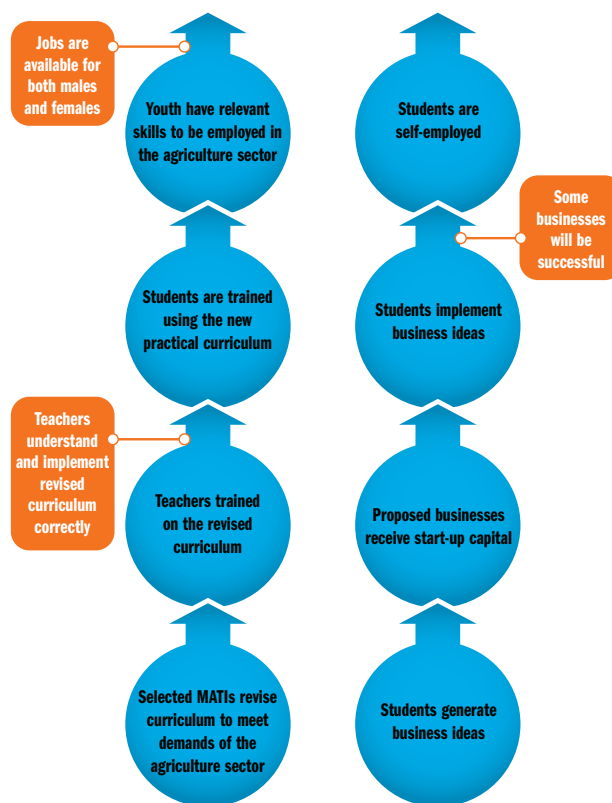 Jobs are
available for
both males
and females
Youth have relevant
skills to be employed in
the agriculture sector
Students are
self-employed
Some
businesses
will be
successful
Students are trained
using the new
practical curriculum
Students implement
business ideas
Teachers
understand
and implement
revised
curriculum
correctly
Teachers trained
on the revised
curriculum
Proposed businesses
receive start-up capital
Selected MATIs revise
curriculum to meet
demands of the
agriculture sector
Students generate
business ideas